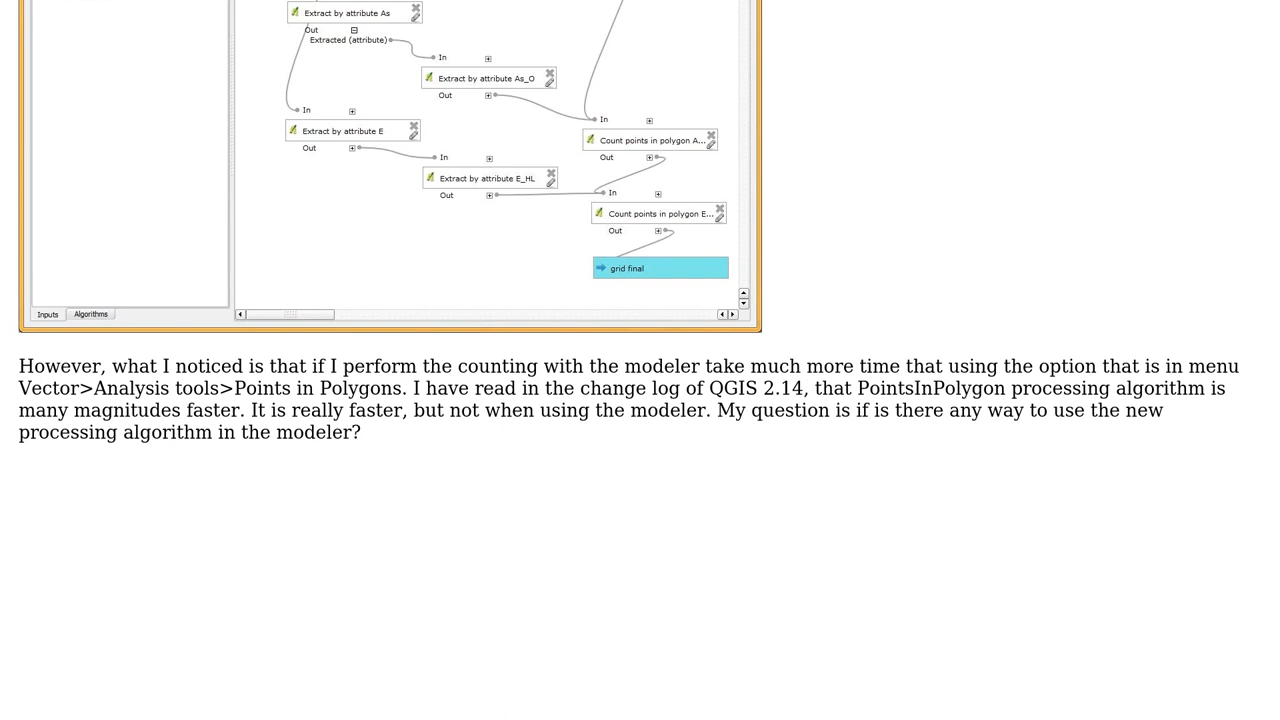 Extract by attribute As
Out
Extracted (attribute)
In
Extract by attribute As_O
Out
In
Extract by attribute E
Out
In
Count points in polygon A...
Out
In
Extract by attribute E_HL
Out
In
Count points in polygon E...
Out
grid final
Inputs
Algorithms
However, what I noticed is that if I perform the counting with the modeler take much more time that using the option that is in menu
Vector>Analysis tools>Points in Polygons. I have read in the change log of QGIS 2.14, that PointsInPolygon processing algorithm is
many magnitudes faster. It is really faster, but not when using the modeler. My question is if is there any way to use the new
processing algorithm in the modeler?